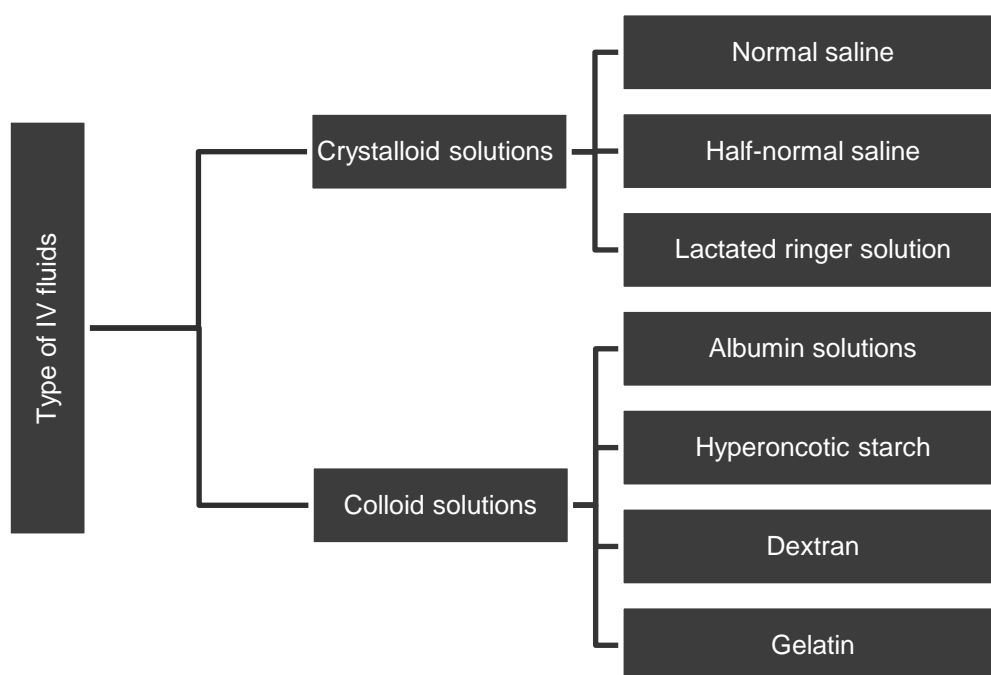 Type of IV fluids
Crystalloid solutions
Normal saline
Half-normal saline
Lactated ringer solution
Colloid solutions
Albumin solutions
Hyperoncotic starch
Dextran
Gelatin